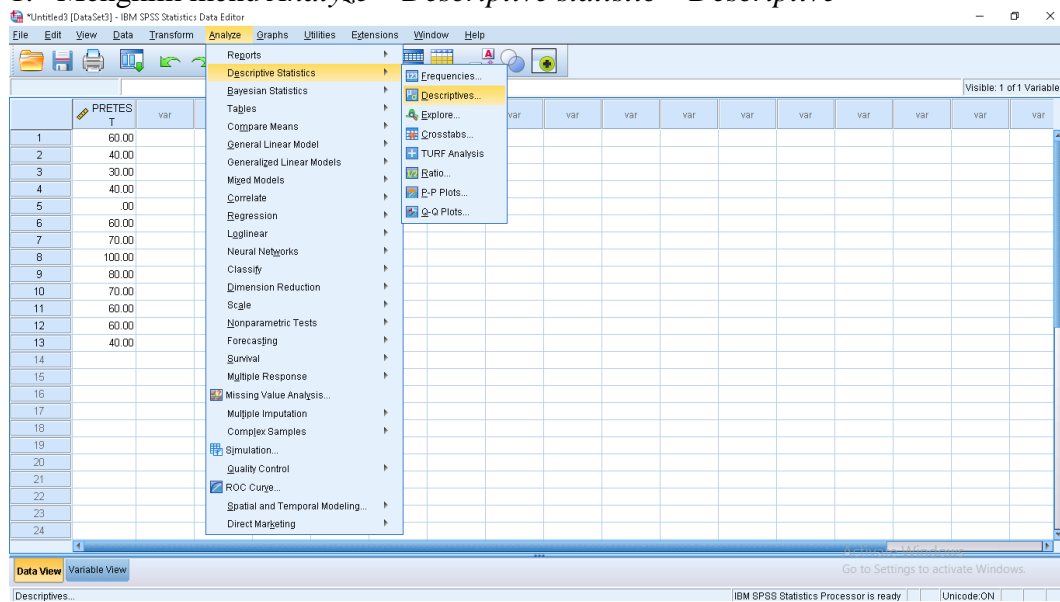 *Untitled3 [DataSet3] - IBM SPSS Statistics Data Editor
File Edit View Data Transform Analyze Graphs Utilities Extensions Window Help
Visible: 1 of 1 Variable
PRETES
T
var var var var var var var var
1 60.00
2 40.00
3 30.00
4 40.00
5 .00
6 60.00
7 70.00
8 100.00
9 80.00
10 70.00
11 60.00
12 60.00
13 40.00
14
15
16
17
18
19
20
21
22
23
24
Reports
Descriptive Statistics
Bayesian Statistics
Tables
Compare Means
General Linear Model
Generalized Linear Models
Mixed Models
Correlate
Regression
Loglinear
Neural Networks
Classify
Dimension Reduction
Scale
Nonparametric Tests
Forecasting
Survival
Multiple Response
Missing Value Analysis...
Multiple Imputation
Complex Samples
Simulation...
Quality Control
ROC Curve...
Spatial and Temporal Modeling...
Direct Marketing
Frequencies...
Descriptives...
Explore...
Crosstabs...
TURF Analysis
Ratio...
P-P Plots...
Q-Q Plots...
Activate Windows
Go to Settings to activate Windows.
Data View Variable View
Descriptives... IBM SPSS Statistics Processor is ready Unicode:ON